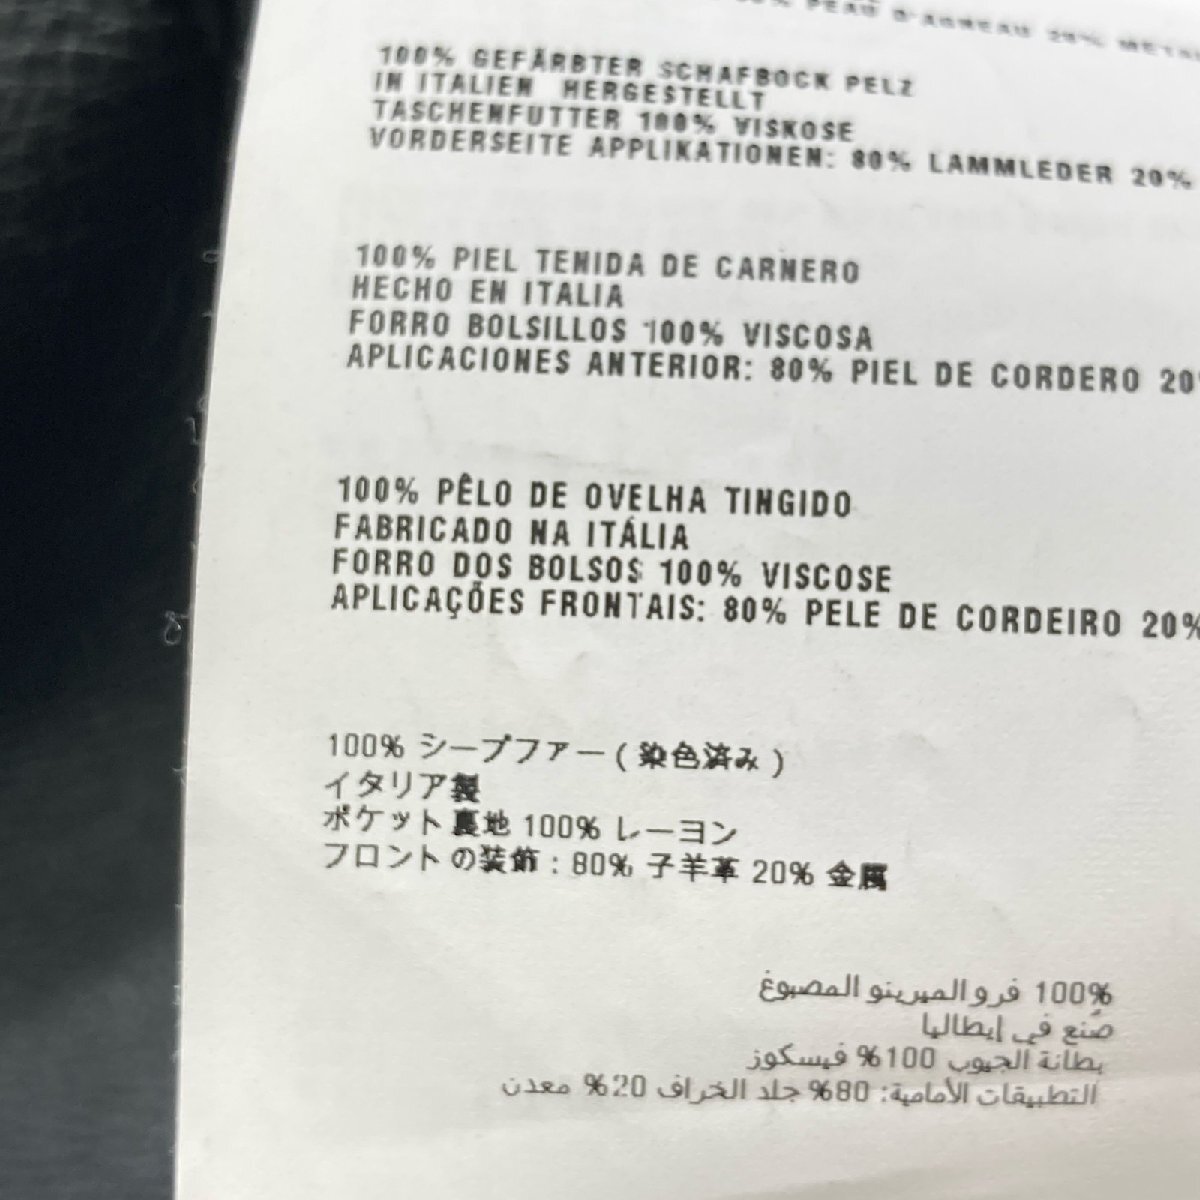 PEAU D'AGNEAU 20%
100% GEFÄRBTER SCHAFBOCK PELZ
IN ITALIEN HERGESTELLT
TASCHENFUTTER 100% VISKOSE
VORDERSEITE APPLIKATIONEN: 80% LAMMLEDER 20%
100% PIEL TENIDA DE CARNERO
HECHO EN ITALIA
FORRO BOLSILLOS 100% VISCOSA
APLICACIONES ANTERIOR: 80% PIEL DE CORDERO 20
100% PÊLO DE OVELHA TINGIDO
FABRICADO NA ITÁLIA
FORRO DOS BOLSOS 100% VISCOSE
APLICAÇÕES FRONTAIS: 80% PELE DE CORDEIRO 20%
100% シープファー(染色済み)
イタリア製
ポケット裏地 100% レーヨン
フロントの装飾:80% 子羊革 20% 金属
100% فرو الميرينو المصبوغ
صُنع في إيطاليا
بطانة الجيوب 100% فيسكوز
التطبيقات الأمامية: 80% جلد الخراف 20% معدن